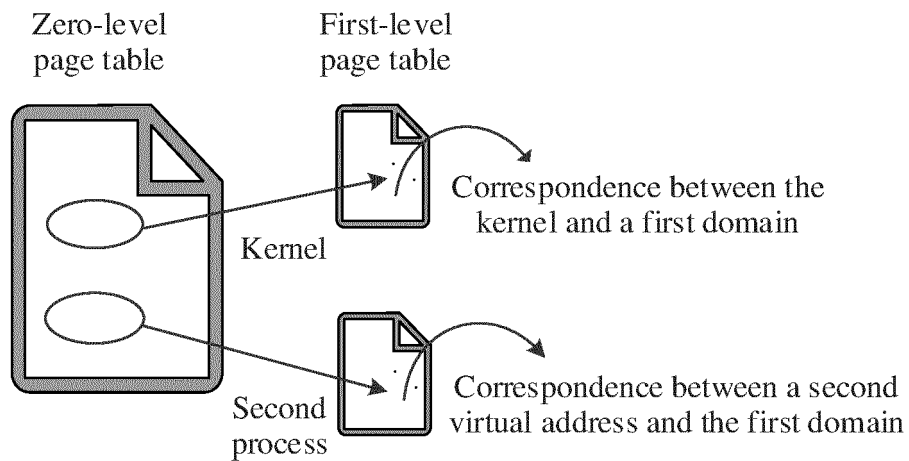 Zero-level
page table
First-level
page table
Correspondence between the
kernel and a first domain
Kernel
Correspondence between a second
virtual address and the first domain
Second
process